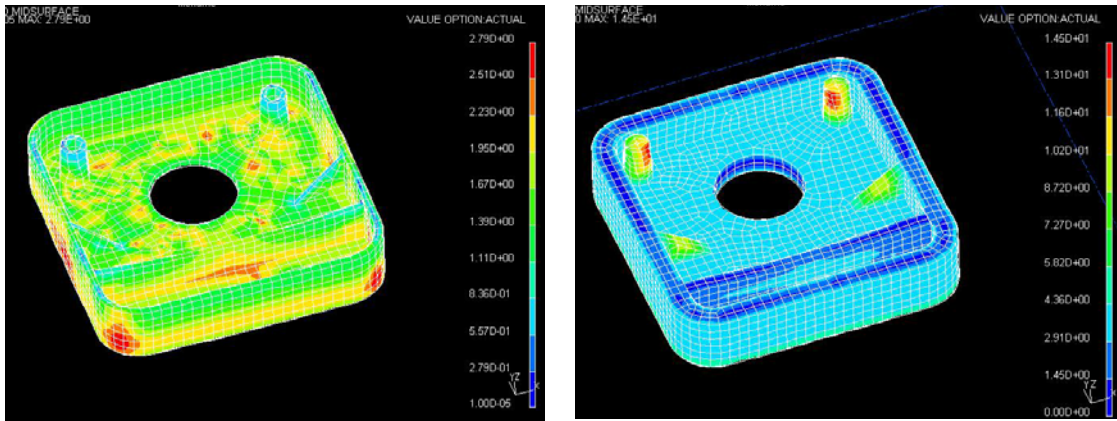 MIDSURFACE
MAX: 2.79E+00
VALUE OPTION:ACTUAL
2.79D+00
2.51D+00
2.23D+00
1.95D+00
1.67D+00
1.39D+00
1.11D+00
8.36D-01
5.57D-01
2.79D-01
1.00D-05
YZ
X
MIDSURFACE
0 MAX: 1.45E+01
VALUE OPTION:ACTUAL
1.45D+01
1.31D+01
1.16D+01
1.02D+01
8.72D+00
7.27D+00
5.82D+00
4.36D+00
2.91D+00
1.45D+00
0.00D+00
YZ
X